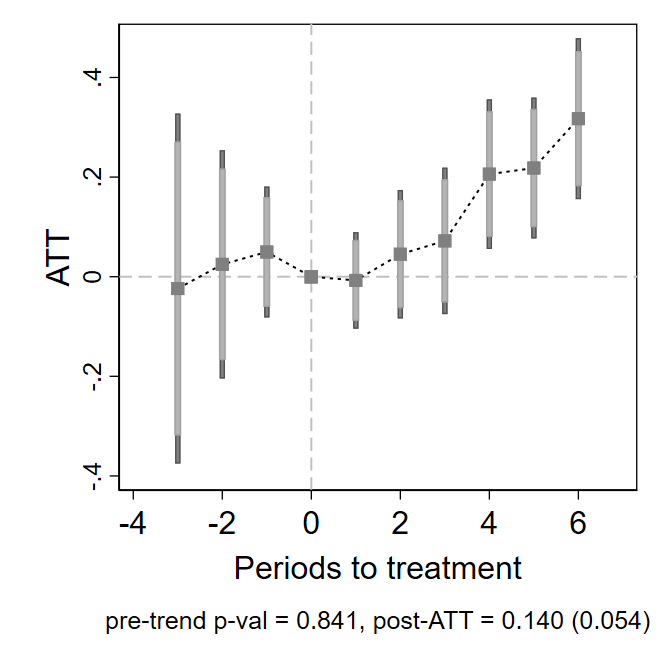 .4
.2
0
-.2
-.4
ATT
-4 -2 0 2 4 6
Periods to treatment
pre-trend p-val = 0.841, post-ATT = 0.140 (0.054)